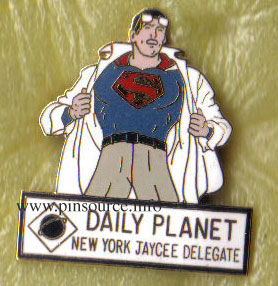 S
www.pinsource.info
DAILY PLANET
NEW YORK JAYCEE DELEGATE